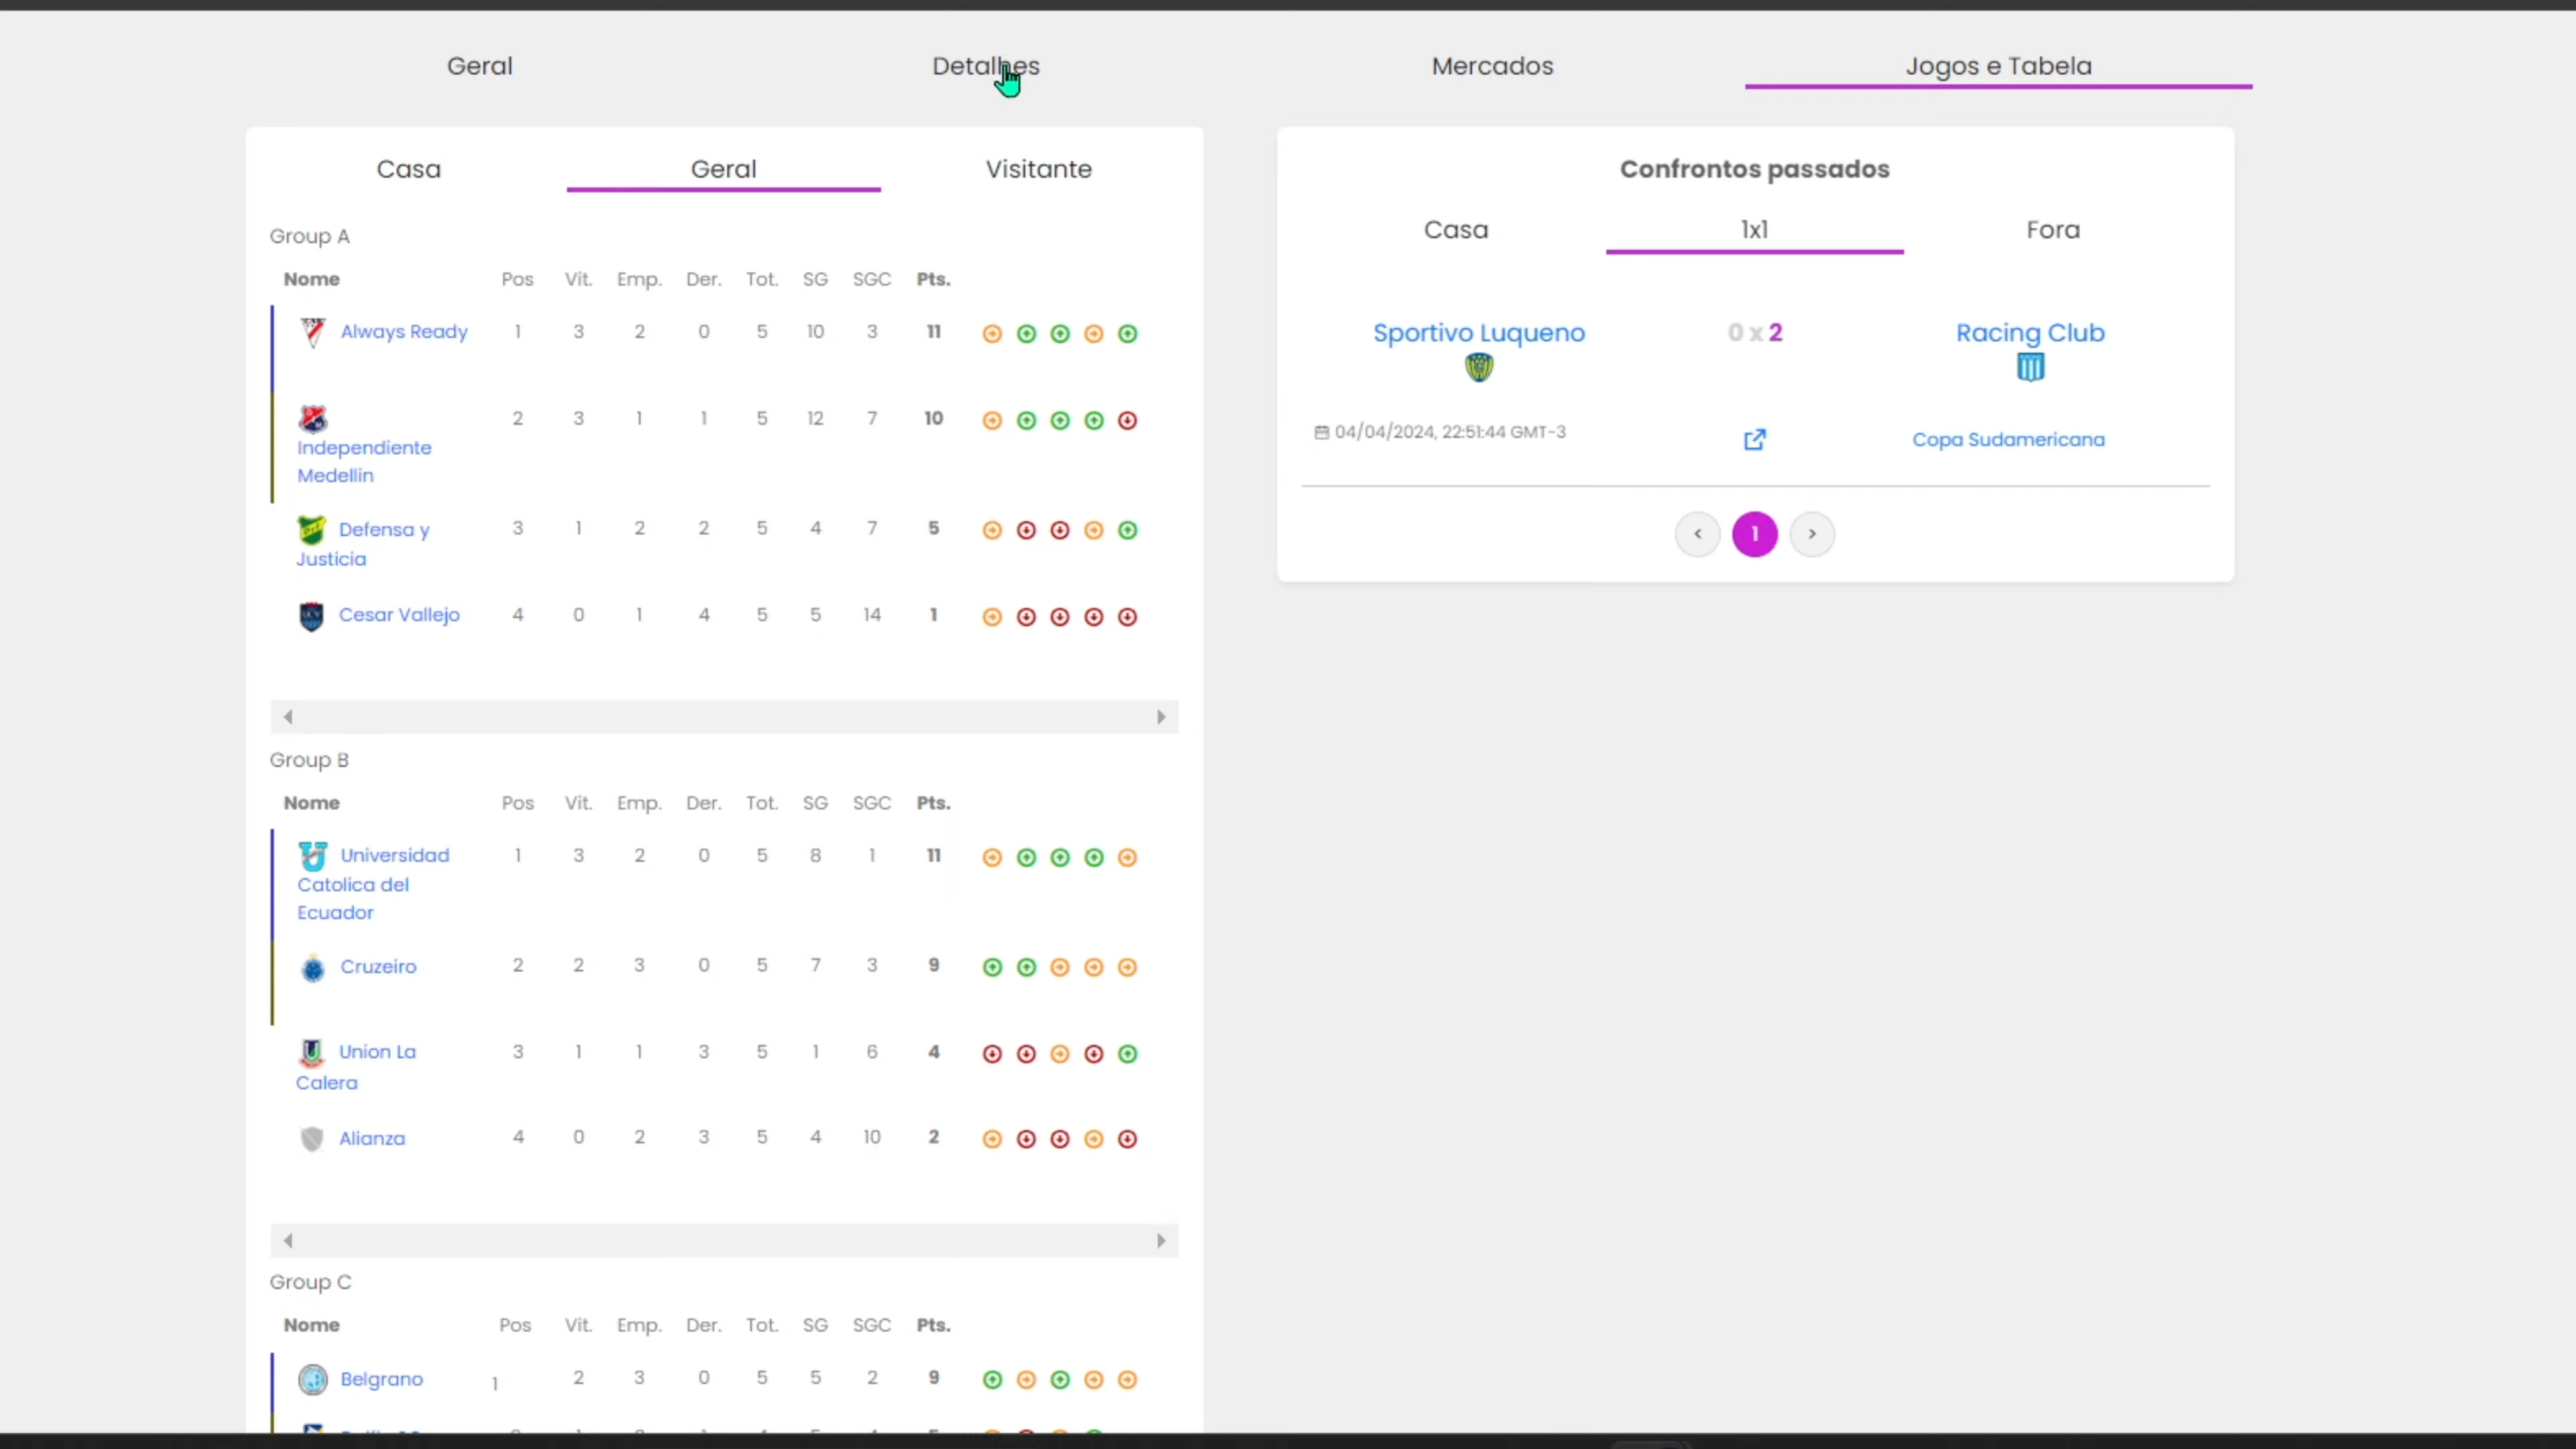 Geral Detalhes Mercados Jogos e Tabela
Casa Geral Visitante
Group A
Nome Pos Vit. Emp. Der. Tot. SG SGC Pts.
Always Ready 1 3 2 0 5 10 3 11
Independiente Medellin 2 3 1 1 5 12 7 10
Defensa y Justicia 3 1 2 2 5 4 7 5
Cesar Vallejo 4 0 1 4 5 5 14 1
Group B
Nome Pos Vit. Emp. Der. Tot. SG SGC Pts.
Universidad Catolica del Ecuador 1 3 2 0 5 8 1 11
Cruzeiro 2 2 3 0 5 7 3 9
Union La Calera 3 1 1 3 5 1 6 4
Alianza 4 0 2 3 5 4 10 2
Group C
Nome Pos Vit. Emp. Der. Tot. SG SGC Pts.
Belgrano 1 2 3 0 5 5 2 9
Confrontos passados
Casa 1x1 Fora
Sportivo Luqueno 0 x 2 Racing Club
04/04/2024, 22:51:44 GMT-3 Copa Sudamericana
< 1 >